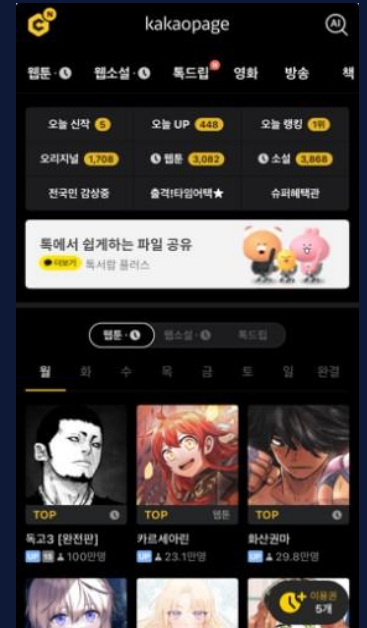 C N
kakaopage
AI
웹툰· 웹소설· 톡드립 N 영화 방송 책
오늘 신작 5 오늘 UP 448 오늘 랭킹 1위
오리지널 1,708 웹툰 3,082 소설 3,868
전국민 감상중 출격!타임어택★ 슈퍼혜택관
톡에서 쉽게하는 파일 공유
더보기 톡서랍 플러스
웹툰· 웹소설· 톡드립
월 화 수 목 금 토 일 완결
TOP TOP 웹툰 TOP
독고3 [완전판] 카르세아린 화산권마
UP 15 100만명 UP 23.1만명 UP 29.8만명
이용권
5개